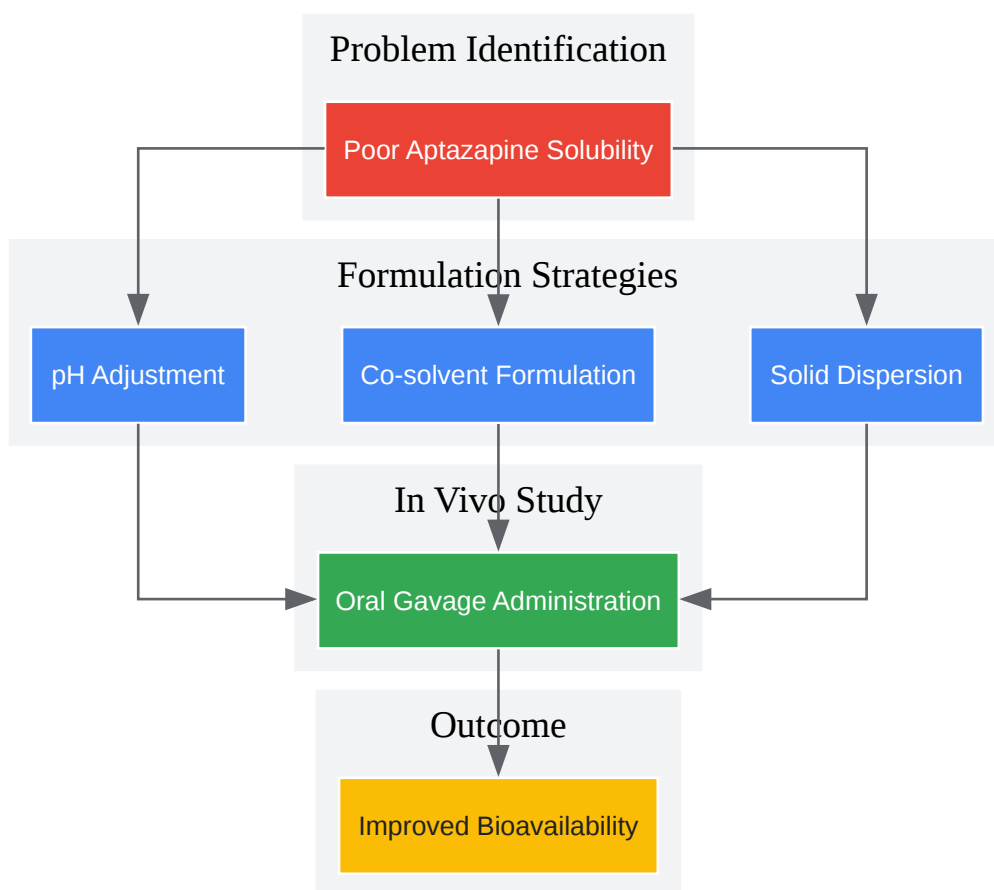 Problem Identification
Poor Aptazapine Solubility
Formulation Strategies
pH Adjustment
Co-solvent Formulation
Solid Dispersion
In Vivo Study
Oral Gavage Administration
Outcome
Improved Bioavailability